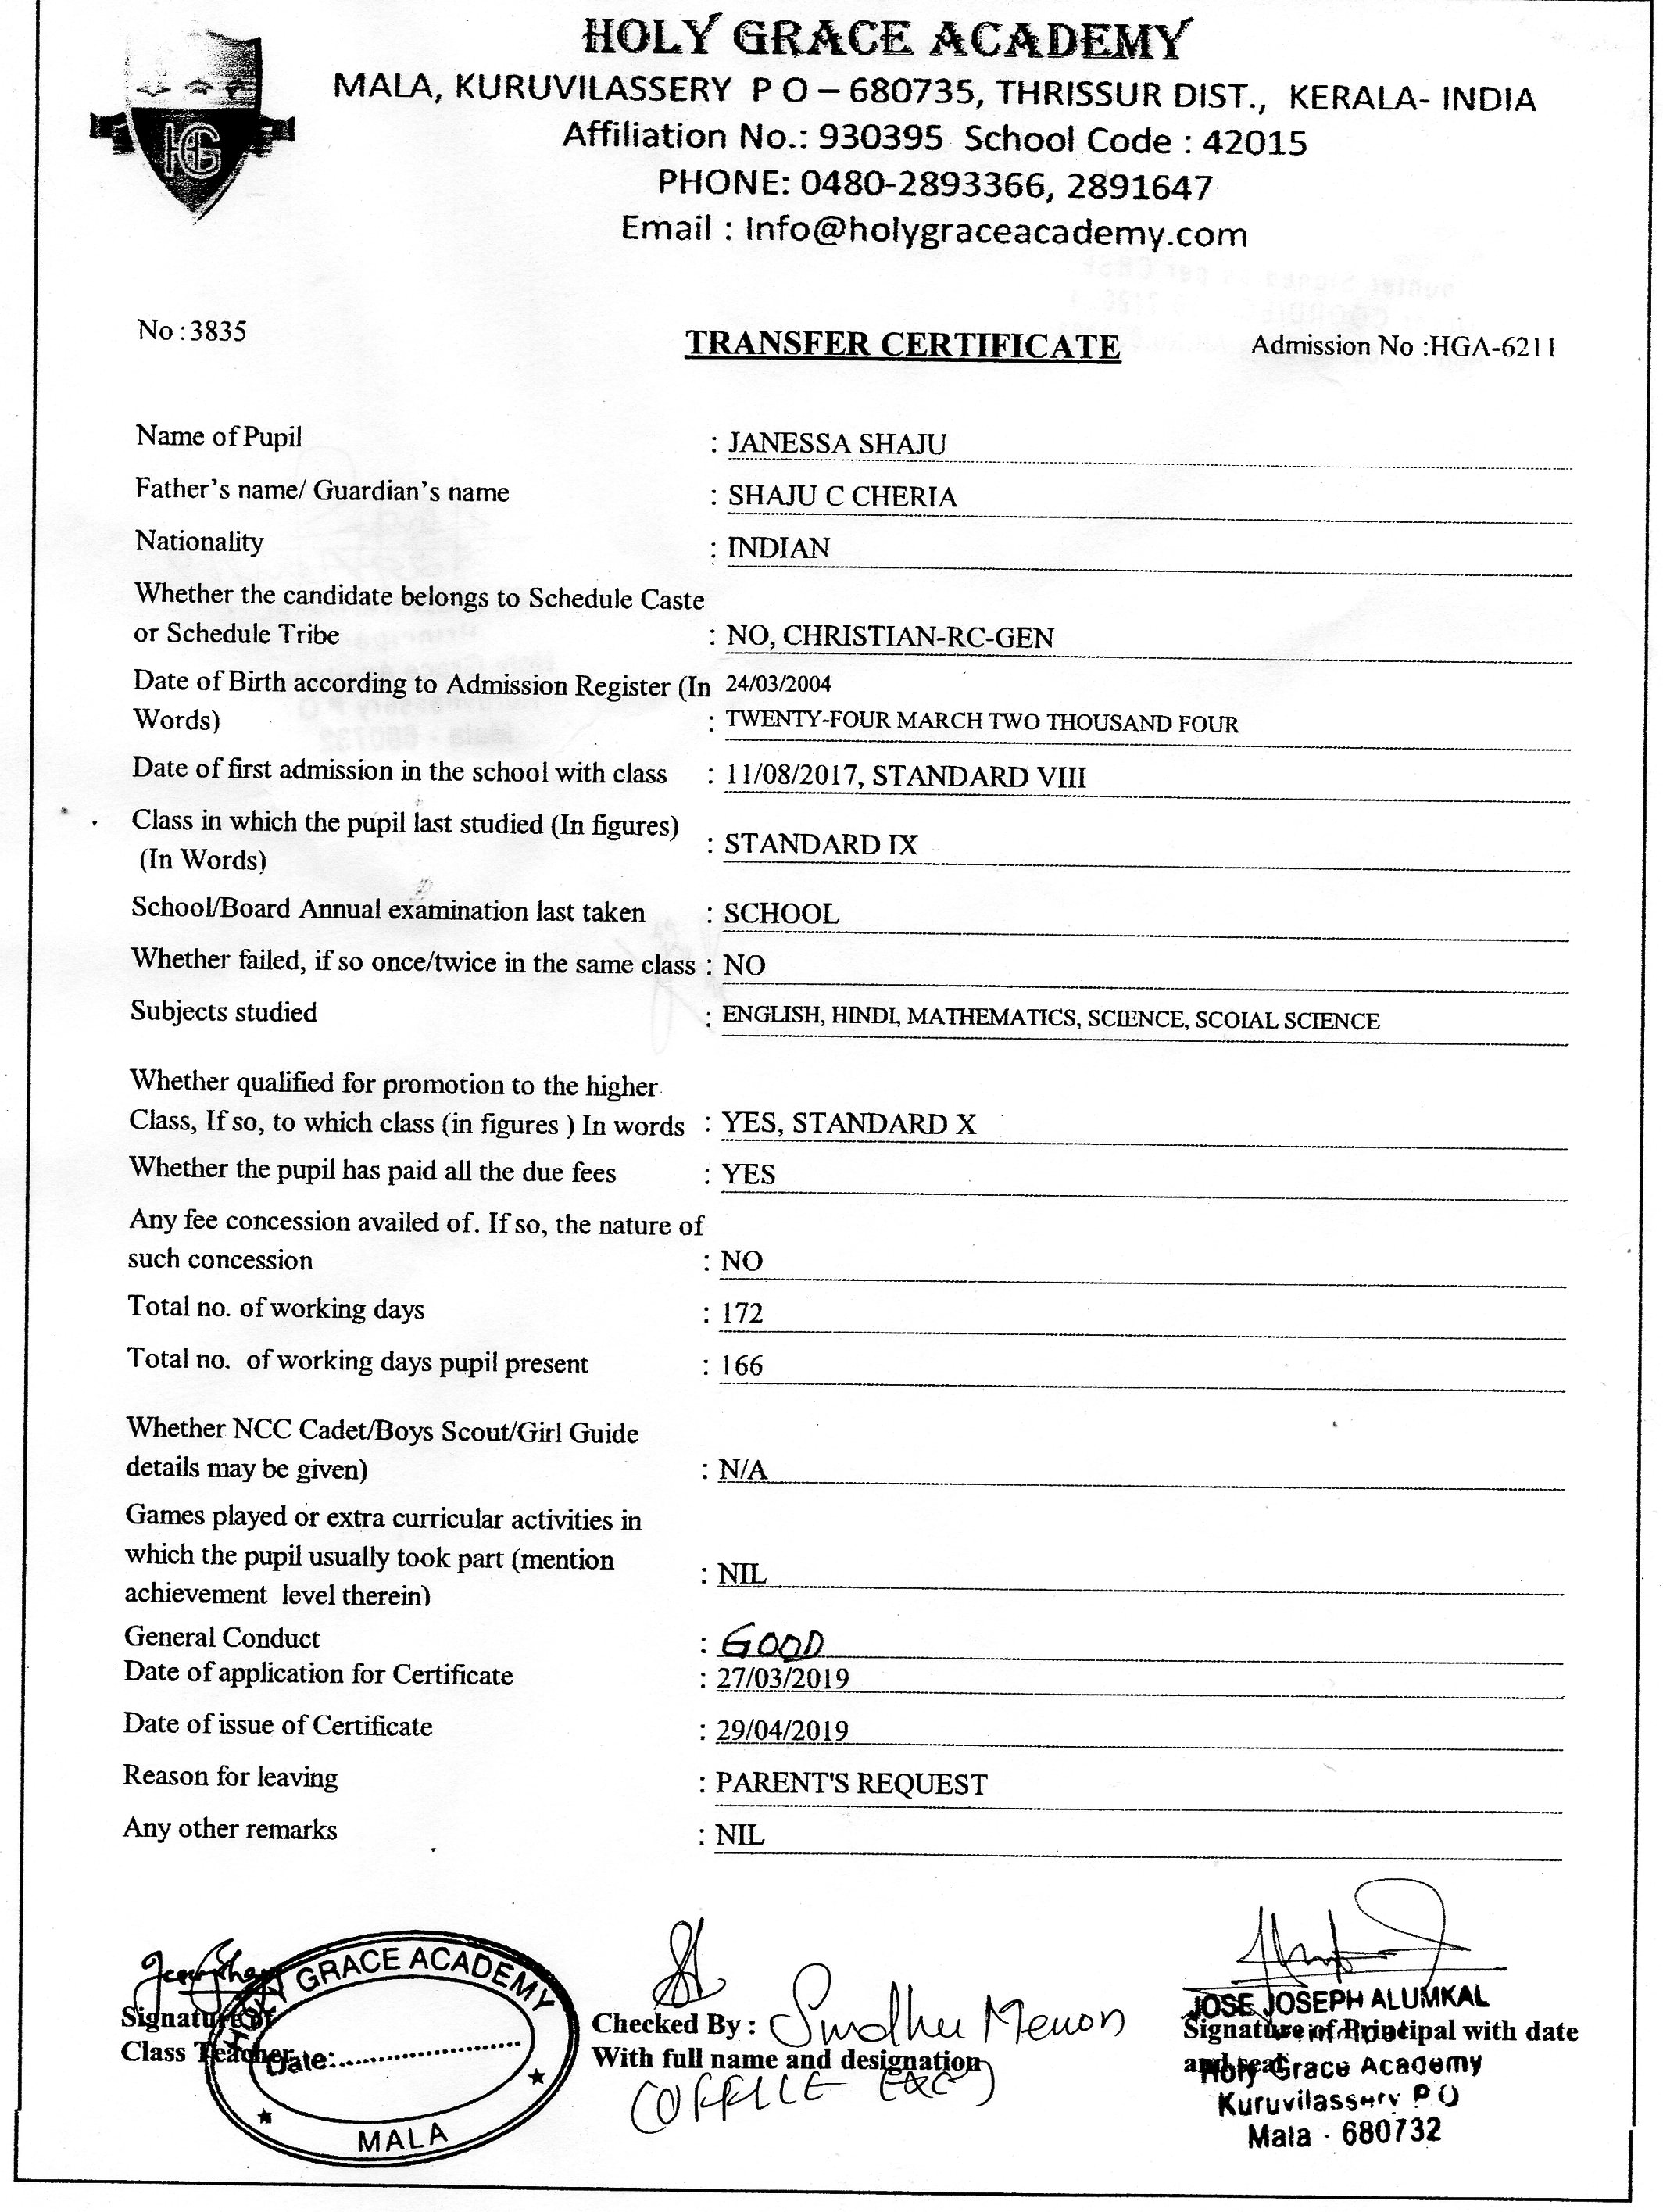 HOLY GRACE ACADEMY
MALA, KURUVILASSERY P O – 680735, THRISSUR DIST., KERALA- INDIA
Affiliation No.: 930395 School Code : 42015
PHONE: 0480-2893366, 2891647
Email : Info@holygraceacademy.com
HG
No : 3835
TRANSFER CERTIFICATE
Admission No :HGA-6211
Name of Pupil : JANESSA SHAJU
Father's name/ Guardian's name : SHAJU C CHERIA
Nationality : INDIAN
Whether the candidate belongs to Schedule Caste
or Schedule Tribe : NO, CHRISTIAN-RC-GEN
Date of Birth according to Admission Register (In 24/03/2004
Words) : TWENTY-FOUR MARCH TWO THOUSAND FOUR
Date of first admission in the school with class : 11/08/2017, STANDARD VIII
Class in which the pupil last studied (In figures)
(In Words) : STANDARD IX
School/Board Annual examination last taken : SCHOOL
Whether failed, if so once/twice in the same class : NO
Subjects studied : ENGLISH, HINDI, MATHEMATICS, SCIENCE, SCOIAL SCIENCE
Whether qualified for promotion to the higher
Class, If so, to which class (in figures ) In words : YES, STANDARD X
Whether the pupil has paid all the due fees : YES
Any fee concession availed of. If so, the nature of
such concession : NO
Total no. of working days : 172
Total no. of working days pupil present : 166
Whether NCC Cadet/Boys Scout/Girl Guide
details may be given) : N/A
Games played or extra curricular activities in
which the pupil usually took part (mention
achievement level therein) : NIL
General Conduct : GOOD
Date of application for Certificate : 27/03/2019
Date of issue of Certificate : 29/04/2019
Reason for leaving : PARENT'S REQUEST
Any other remarks : NIL
Signature of
Class Teacher
HOLY GRACE ACADEMY
Date:
MALA
Checked By : Sindhu Menon
With full name and designation
(OFFICE EXE)
JOSE JOSEPH ALUMKAL
Signature of Principal with date
and seal
Holy Grace Academy
Kuruvilassery P O
Mala - 680732